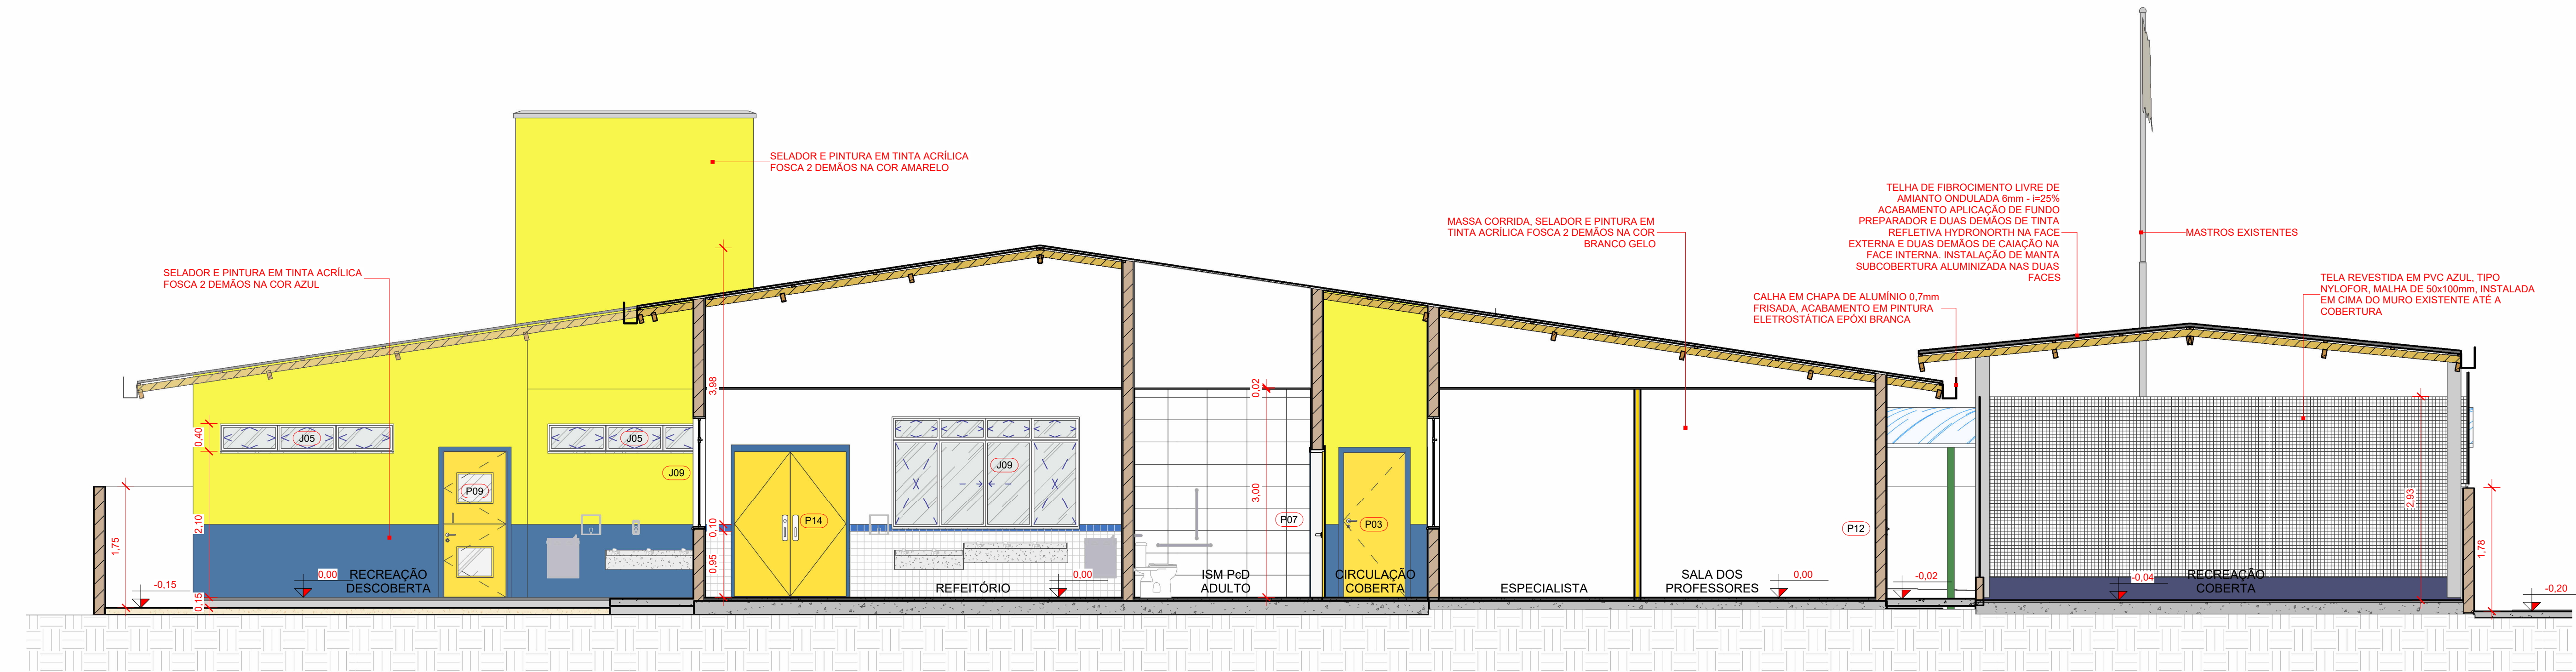 SELADOR E PINTURA EM TINTA ACRÍLICA
FOSCA 2 DEMÃOS NA COR AMARELO
TELHA DE FIBROCIMENTO LIVRE DE
AMIANTO ONDULADA 6mm - i=25%
ACABAMENTO APLICAÇÃO DE FUNDO
PREPARADOR E DUAS DEMÃOS DE TINTA
REFLETIVA HYDRONORTH NA FACE
EXTERNA E DUAS DEMÃOS DE CAIAÇÃO NA
FACE INTERNA. INSTALAÇÃO DE MANTA
SUBCOBERTURA ALUMINIZADA NAS DUAS
FACES
MASSA CORRIDA, SELADOR E PINTURA EM
TINTA ACRÍLICA FOSCA 2 DEMÃOS NA COR
BRANCO GELO
MASTROS EXISTENTES
SELADOR E PINTURA EM TINTA ACRÍLICA
FOSCA 2 DEMÃOS NA COR AZUL
TELA REVESTIDA EM PVC AZUL, TIPO
NYLOFOR, MALHA DE 50x100mm, INSTALADA
EM CIMA DO MURO EXISTENTE ATÉ A
COBERTURA
CALHA EM CHAPA DE ALUMÍNIO 0,7mm
FRISADA, ACABAMENTO EM PINTURA
ELETROSTÁTICA EPÓXI BRANCA
3,98
0,02
0,40
J05
J05
J09
J09
P09
P14
P07
P03
P12
3,00
2,93
2,10
0,10
1,75
1,78
0,95
0,15
-0,15
0,00
RECREAÇÃO
DESCOBERTA
REFEITÓRIO
0,00
ISM PcD
ADULTO
CIRCULAÇÃO
COBERTA
ESPECIALISTA
SALA DOS
PROFESSORES
0,00
-0,02
-0,04
RECREAÇÃO
COBERTA
-0,20